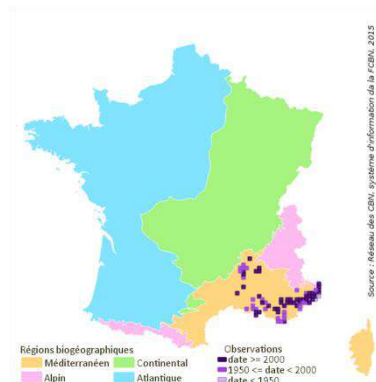 Source : Réseau des CBN, système d'information de la FCBN, 2015
Régions biogéographiques
Méditerranéen
Continental
Alpin
Atlantique
Observations
date >= 2000
1950 <= date < 2000
date < 1950